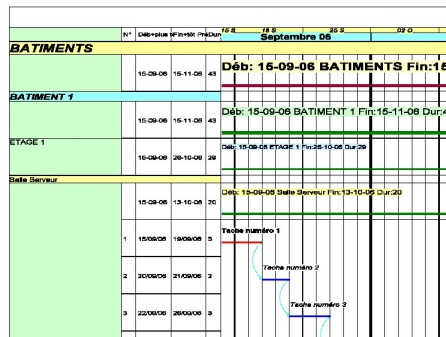 15 S 18 S 25 S 02 O
N° Déb+plus t Fin+tôt Pré Dur Septembre 06
BATIMENTS
15-09-06 15-11-06 43 Déb: 15-09-06 BATIMENTS Fin:15
BATIMENT 1
15-09-06 15-11-06 43 Déb: 15-09-06 BATIMENT 1 Fin:15-11-06 Dur:4
ETAGE 1
15-09-06 26-10-06 29 Déb: 15-09-06 ETAGE 1 Fin:26-10-06 Dur:29
Salle Serveur
15-09-06 13-10-06 20 Déb: 15-09-06 Salle Serveur Fin:13-10-06 Dur:20
Tache numéro 1
1 15/09/06 19/09/06 3
Tache numéro 2
2 20/09/06 21/09/06 2
Tache numéro 3
3 22/09/06 26/09/06 3